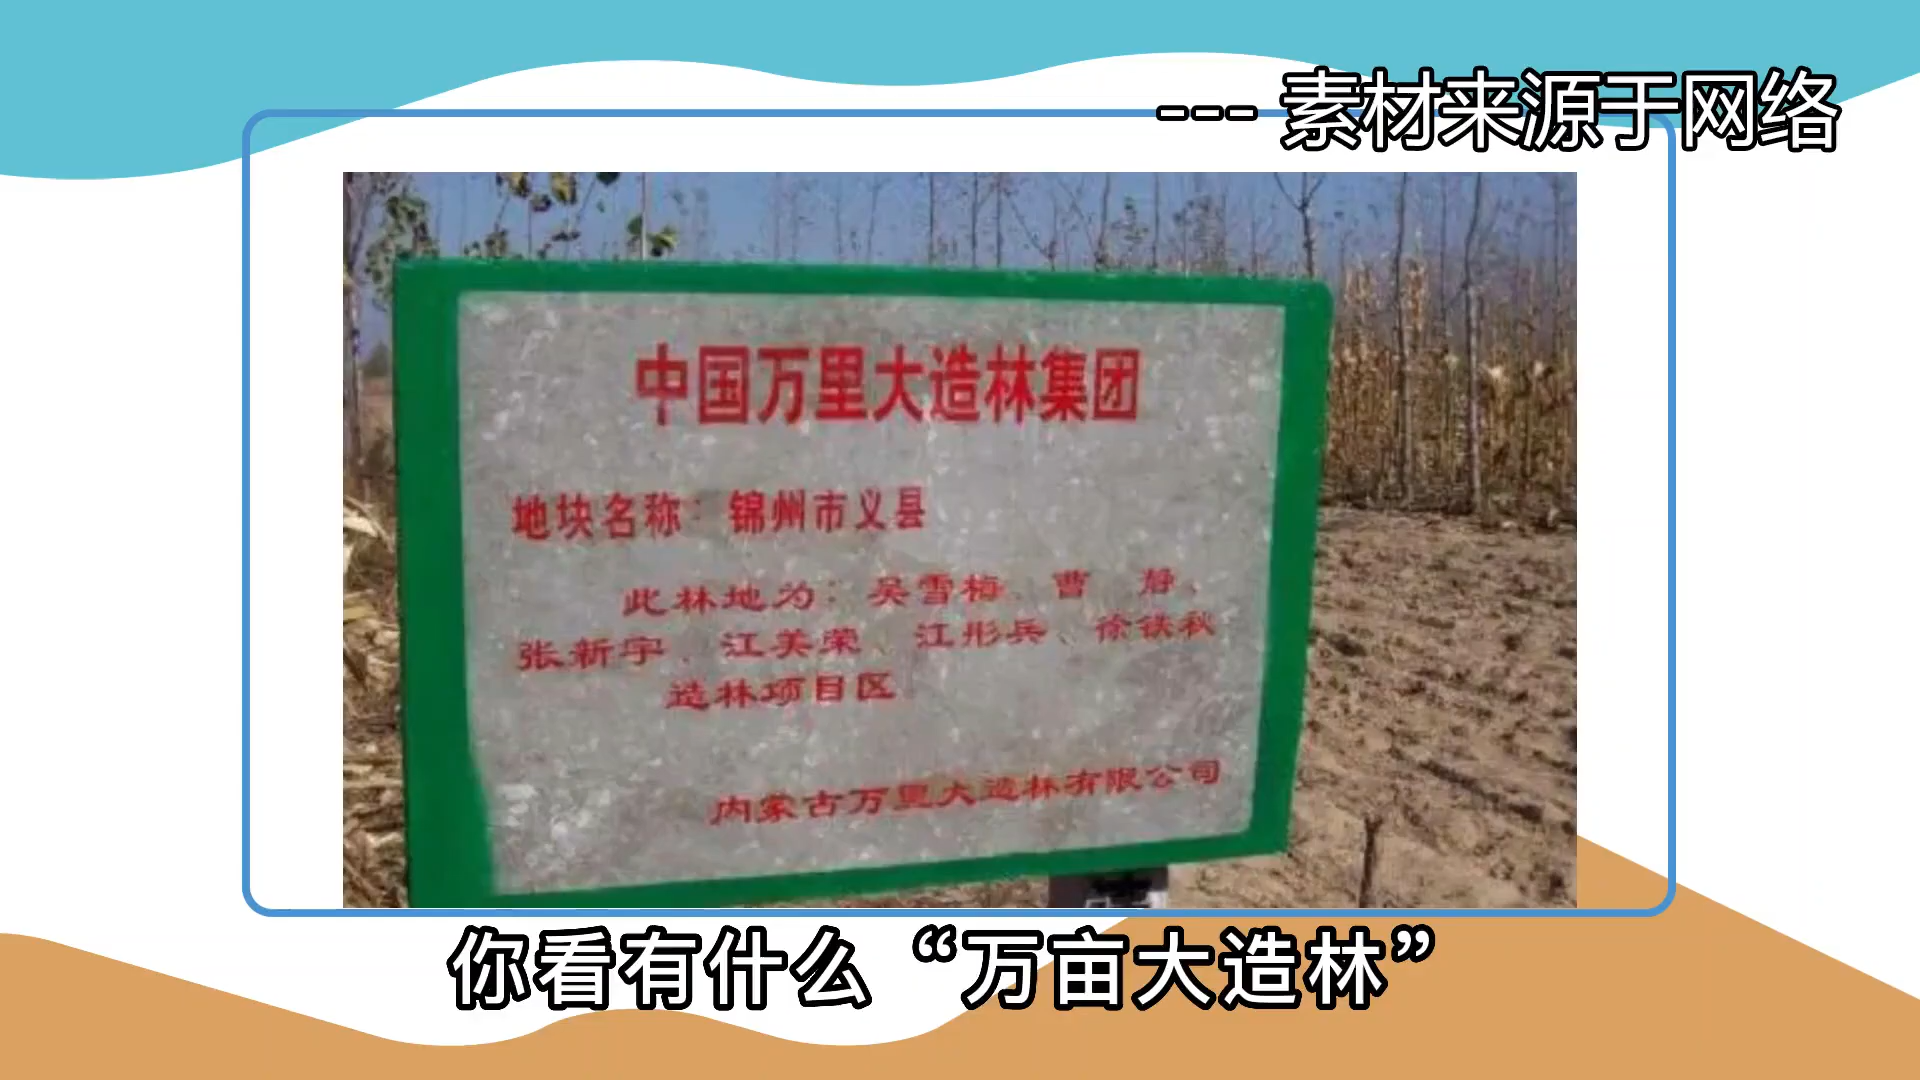 --- 素材来源于网络
中国万里大造林集团
地块名称：锦州市义县
此林地为：吴雪梅、曹 静、
张新宇、江美荣、江彤兵、徐铁秋
造林项目区
内蒙古万里大造林有限公司
你看有什么“万亩大造林”